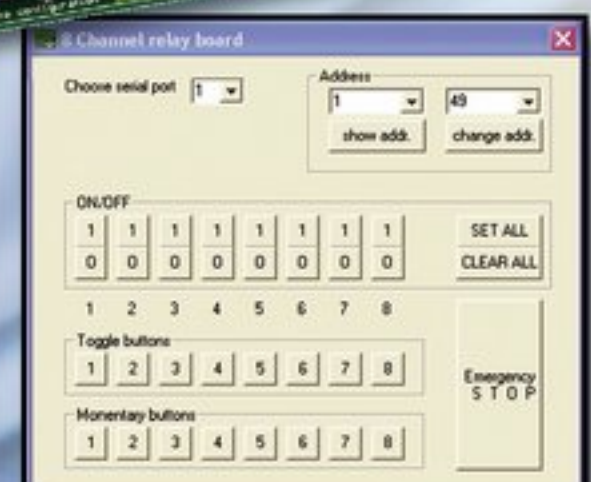 8 Channel relay board
Choose serial port 1
Address
1 49
show addr. change addr.
ON/OFF
1 1 1 1 1 1 1 1 SET ALL
0 0 0 0 0 0 0 0 CLEAR ALL
1 2 3 4 5 6 7 8
Toggle buttons
1 2 3 4 5 6 7 8
Emergency
STOP
Momentary buttons
1 2 3 4 5 6 7 8